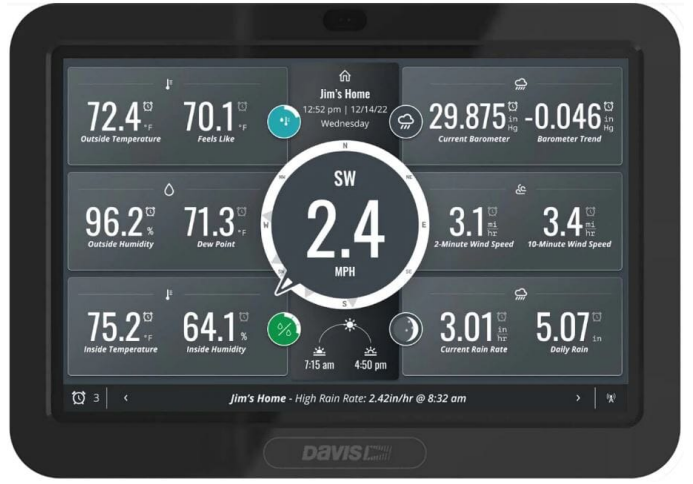 Jim's Home
12:52 pm | 12/14/22
Wednesday
72.4 °F
Outside Temperature
70.1 °F
Feels Like
29.875 in Hg
Current Barometer
-0.046 in Hg
Barometer Trend
96.2 %
Outside Humidity
71.3 °F
Dew Point
N
NE
E
SE
S
SW
W
NW
SW
2.4
MPH
3.1 mi hr
2-Minute Wind Speed
3.4 mi hr
10-Minute Wind Speed
75.2 °F
Inside Temperature
64.1 %
Inside Humidity
7:15 am
4:50 pm
3.01 in hr
Current Rain Rate
5.07 in
Daily Rain
3 ‹ Jim's Home - High Rain Rate: 2.42in/hr @ 8:32 am ›
DAVIS